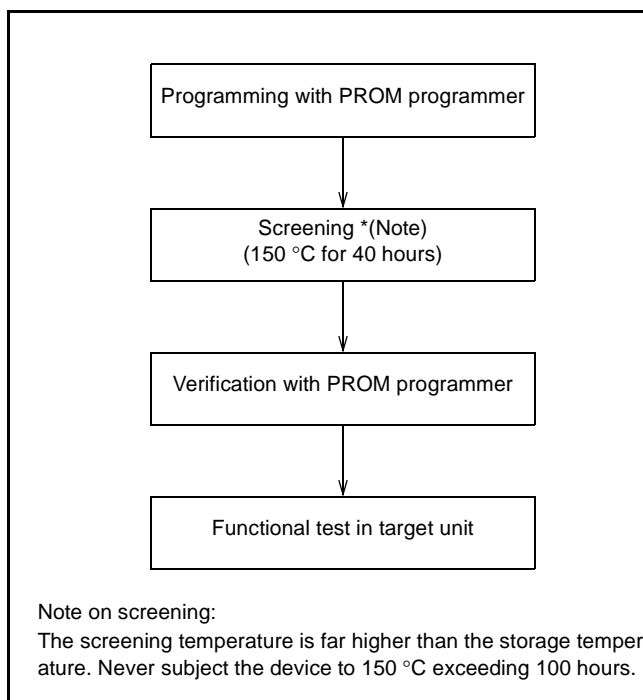 Programming with PROM programmer
Screening *(Note)
(150 °C for 40 hours)
Verification with PROM programmer
Functional test in target unit
Note on screening:
The screening temperature is far higher than the storage temper-
ature. Never subject the device to 150 °C exceeding 100 hours.